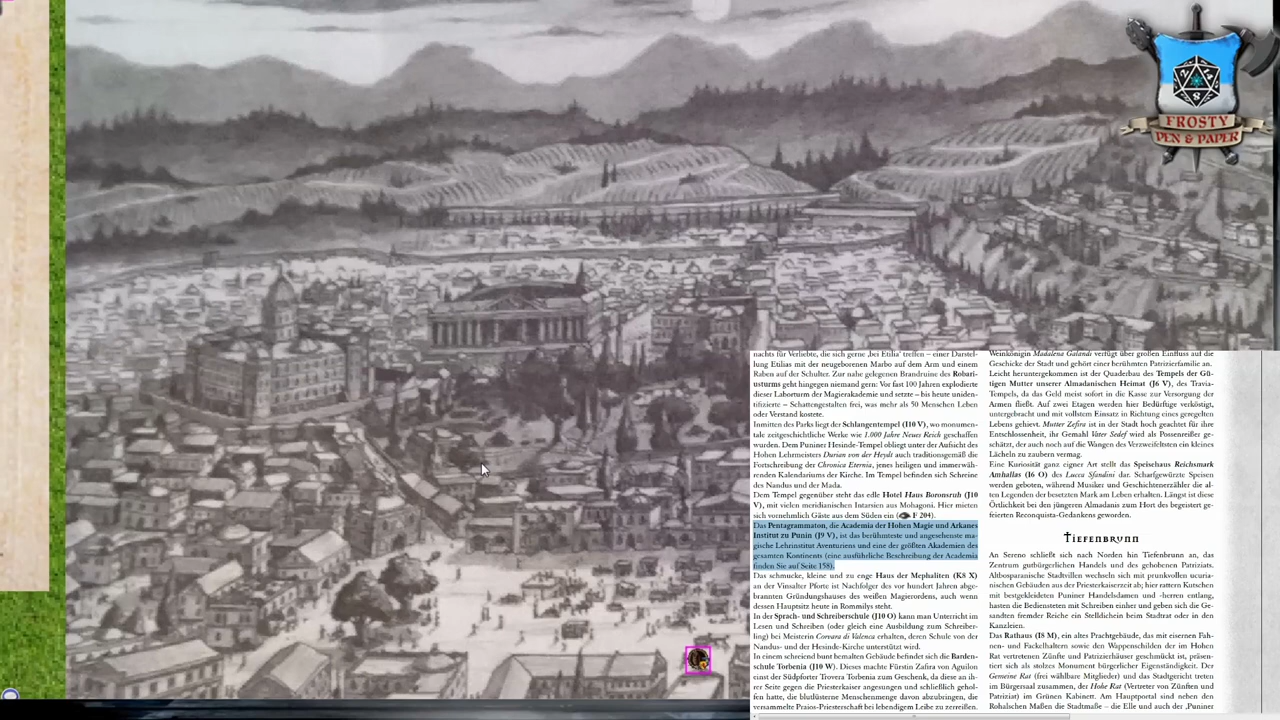 FROSTY
PEN & PAPER
nachts für Verliebte, die sich gerne ‚bei Etilia' treffen – einer Darstel-
lung Etilias mit der neugeborenen Marbo auf dem Arm und einem
Raben auf der Schulter. Zur nahe gelegenen Brandruine des Robari-
usturms geht hingegen niemand gern: Vor fast 100 Jahren explodierte
dieser Laborturm der Magierakademie und setzte – bis heute uniden-
tifizierte – Schattengestalten frei, was mehr als 50 Menschen Leben
oder Verstand kostete.
Inmitten des Parks liegt der Schlangentempel (I10 V), wo monumen-
tale zeitgeschichtliche Werke wie 1.000 Jahre Neues Reich geschaffen
wurden. Dem Puniner Hesinde-Tempel obliegt unter der Aufsicht des
Hohen Lehrmeisters Durian von der Heydt auch traditionsgemäß die
Fortschreibung der Chronica Eternia, jenes heiligen und immerwäh-
renden Kalendariums der Kirche. Im Tempel befinden sich Schreine
des Nandus und der Mada.
Dem Tempel gegenüber steht das edle Hotel Haus Boronsruh (J10
V), mit vielen meridianischen Intarsien aus Mohagoni. Hier mieten
sich vornehmlich Gäste aus dem Süden ein ( F 204).
Das Pentagrammaton, die Academia der Hohen Magie und Arkanes
Institut zu Punin (J9 V), ist das berühmteste und angesehenste ma-
gische Lehrinstitut Aventuriens und eine der größten Akademien des
gesamten Kontinents (eine ausführliche Beschreibung der Academia
finden Sie auf Seite 158).
Das schmucke, kleine und zu enge Haus der Mephaliten (K8 X)
an der Vinsalter Pforte ist Nachfolger des vor hundert Jahren abge-
brannten Gründungshauses des weißen Magierordens, auch wenn
dessen Hauptsitz heute in Rommilys steht.
In der Sprach- und Schreiberschule (J10 O) kann man Unterricht im
Lesen und Schreiben (oder gleich eine Ausbildung zum Schreiber-
ling) bei Meisterin Corvara di Valenca erhalten, deren Schule von der
Nandus- und der Hesinde-Kirche unterstützt wird.
In einem schreiend bunt bemalten Gebäude befindet sich die Barden-
schule Torbenia (J10 W). Dieses machte Fürstin Zafira von Aguilon
einst der Südpforter Trovera Torbenia zum Geschenk, da diese an ih-
rer Seite gegen die Priesterkaiser angesungen und schließlich gehol-
fen hatte, die blutlüsterne Menschenmenge davon abzubringen, die
versammelte Praios-Priesterschaft bei lebendigem Leibe zu zerreißen.
Weinkönigin Madalena Galandi verfügt über großen Einfluss auf die
Geschicke der Stadt und gehört einer berühmten Patrizierfamilie an.
Leicht heruntergekommen ist der Quaderbau des Tempels der Gü-
tigen Mutter unserer Almadanischen Heimat (J6 V), des Travia-
Tempels, da das Geld meist sofort in die Kasse zur Versorgung der
Armen fließt. Auf zwei Etagen werden hier Bedürftige verköstigt,
untergebracht und mit vollstem Einsatz in Richtung eines geregelten
Lebens gehievt. Mutter Zefira ist in der Stadt hoch geachtet für ihre
Entschlossenheit, ihr Gemahl Vater Sedef wird als Possenreißer ge-
schätzt, der auch noch auf die Wangen des Verzweifeltsten ein kleines
Lächeln zu zaubern vermag.
Eine Kuriosität ganz eigner Art stellt das Speisehaus Reichsmark
Amhallas (I6 O) des Lucca Sfandini dar. Scharfgewürzte Speisen
werden geboten, während Musiker und Geschichtenerzähler die al-
ten Legenden der besetzten Mark am Leben erhalten. Längst ist diese
Örtlichkeit bei den jüngeren Almadanis zum Hort des begeistert ge-
feierten Reconquista-Gedankens geworden.
Tiefenbrunn
An Sereno schließt sich nach Norden hin Tiefenbrunn an, das
Zentrum gutbürgerlichen Handels und des gehobenen Patriziats.
Altbosparanische Stadtvillen wechseln sich mit prunkvollen ucuria-
nischen Gebäuden aus der Priesterkaiserzeit ab; hier rattern Kutschen
mit bestgekleideten Puniner Handelsdamen und -herren entlang,
hasten die Bediensteten mit Schreiben einher und geben sich die Ge-
sandten fremder Reiche ein Stelldichein beim Stadtrat oder in den
Kanzleien.
Das Rathaus (I8 M), ein altes Prachtgebäude, das mit eisernen Fah-
nen- und Fackelhaltern sowie den Wappenschilden der im Hohen
Rat vertretenen Zünfte und Patrizierhäuser geschmückt ist, präsen-
tiert sich als stolzes Monument bürgerlicher Eigenständigkeit. Der
Gemeine Rat (frei wählbare Mitglieder) und das Stadtgericht treten
im Bürgersaal zusammen, der Hohe Rat (Vertreter von Zünften und
Patriziat) im Grünen Kabinett. Am Hauptportal sind neben den
Rohalschen Maßen die Stadtmaße – die Elle und auch der ‚Puniner